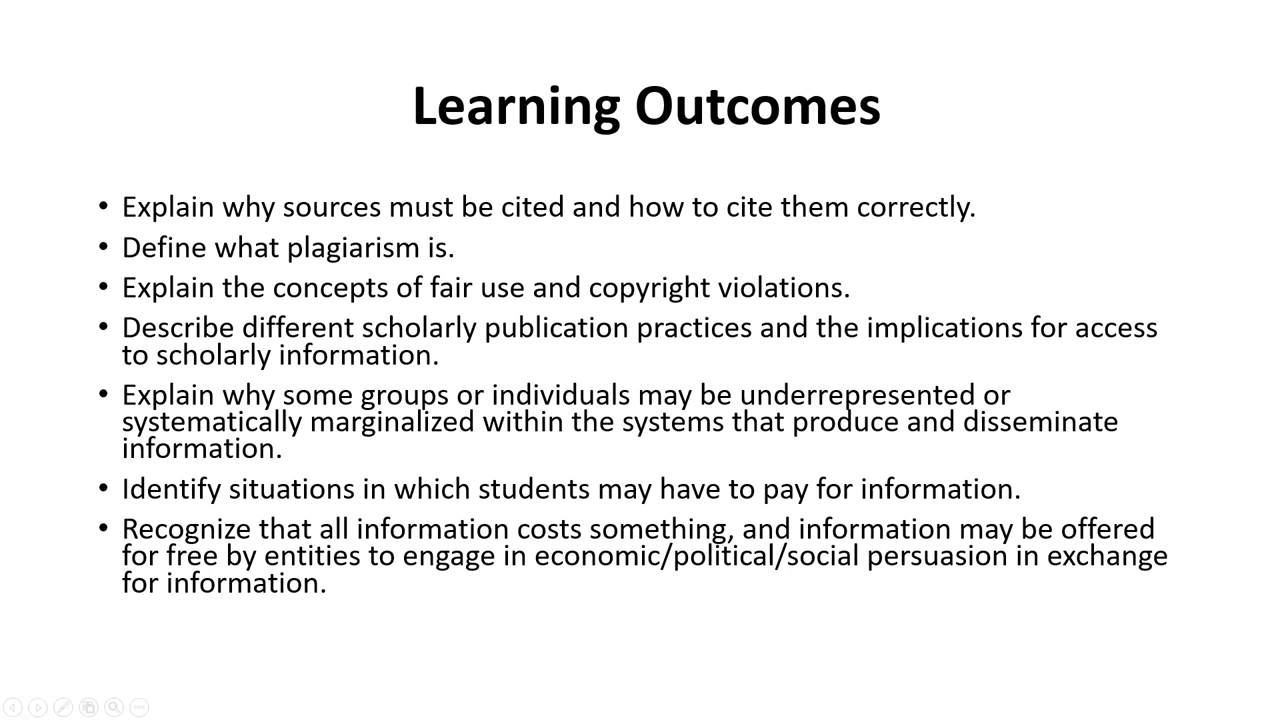 Learning Outcomes
• Explain why sources must be cited and how to cite them correctly.
• Define what plagiarism is.
• Explain the concepts of fair use and copyright violations.
• Describe different scholarly publication practices and the implications for access
to scholarly information.
• Explain why some groups or individuals may be underrepresented or
systematically marginalized within the systems that produce and disseminate
information.
• Identify situations in which students may have to pay for information.
• Recognize that all information costs something, and information may be offered
for free by entities to engage in economic/political/social persuasion in exchange
for information.